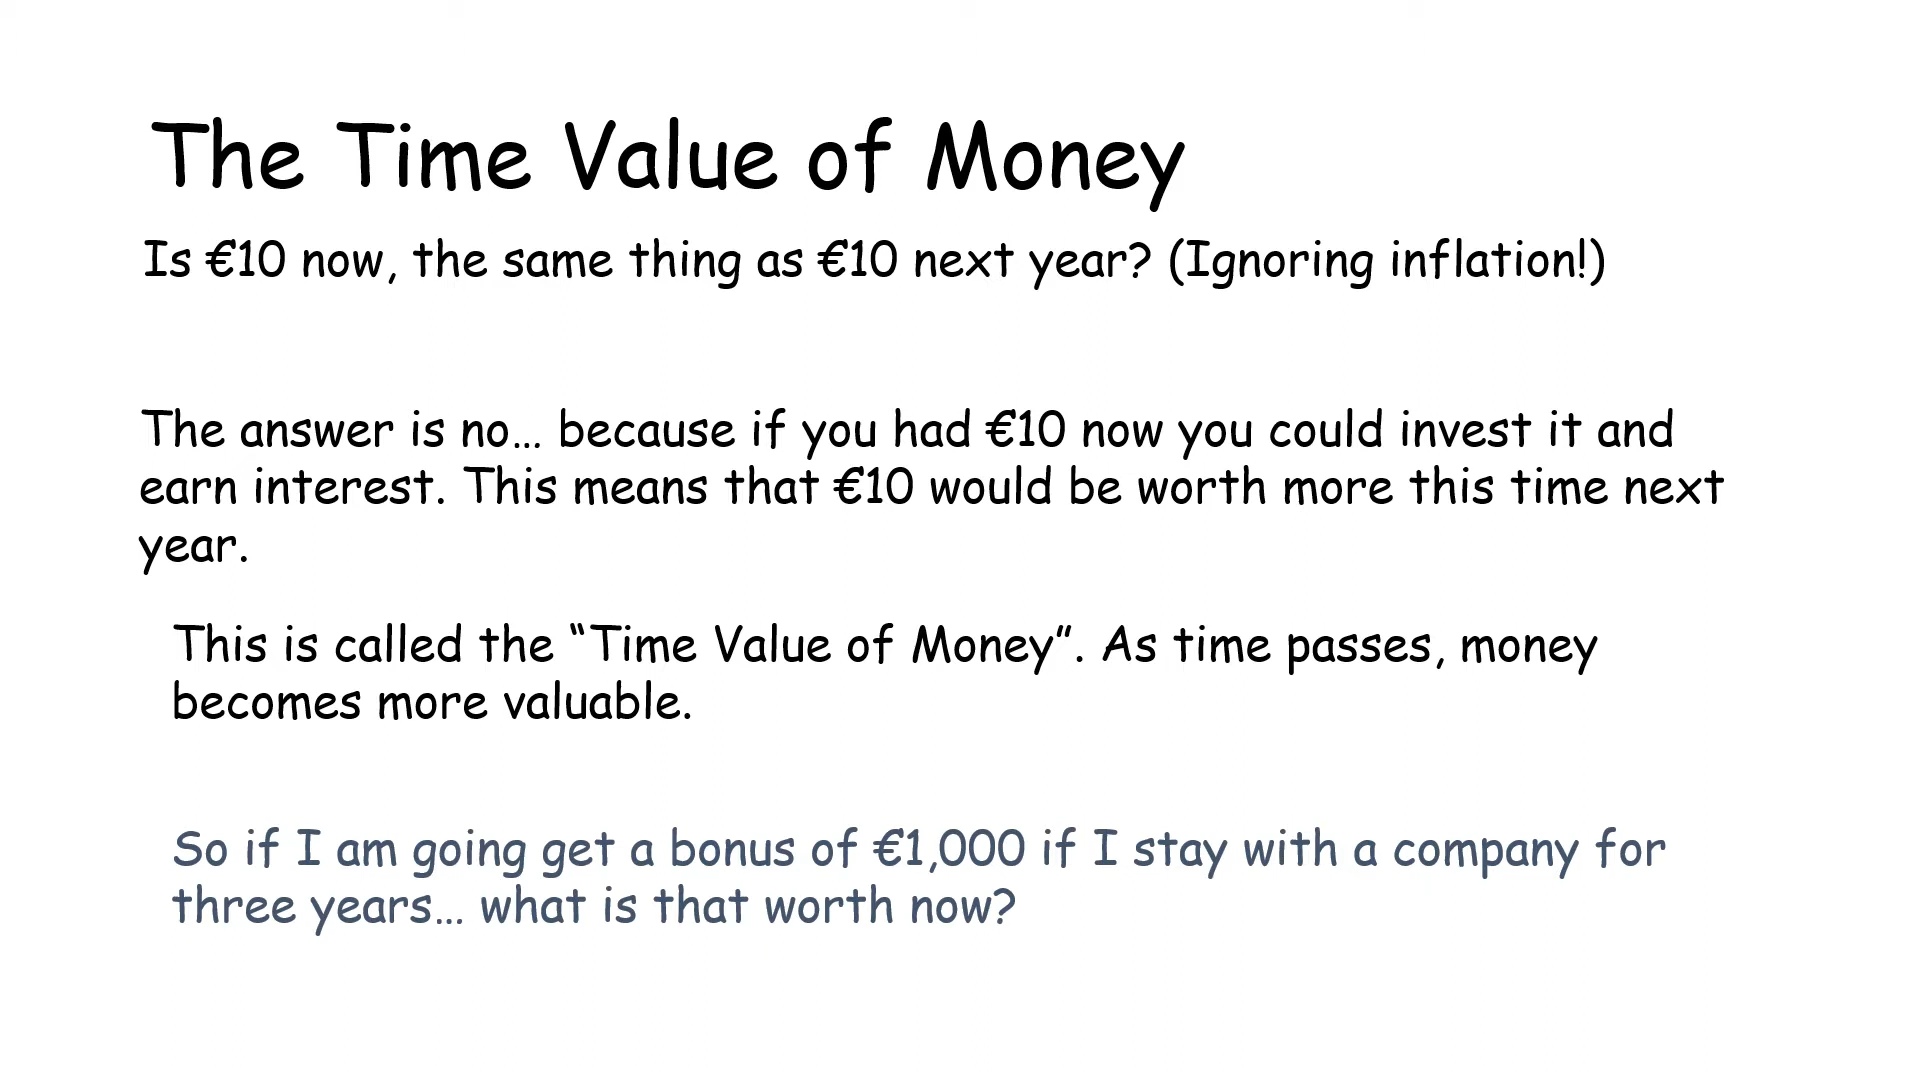 The Time Value of Money
Is €10 now, the same thing as €10 next year? (Ignoring inflation!)
The answer is no… because if you had €10 now you could invest it and
earn interest. This means that €10 would be worth more this time next
year.
This is called the “Time Value of Money”. As time passes, money
becomes more valuable.
So if I am going get a bonus of €1,000 if I stay with a company for
three years… what is that worth now?